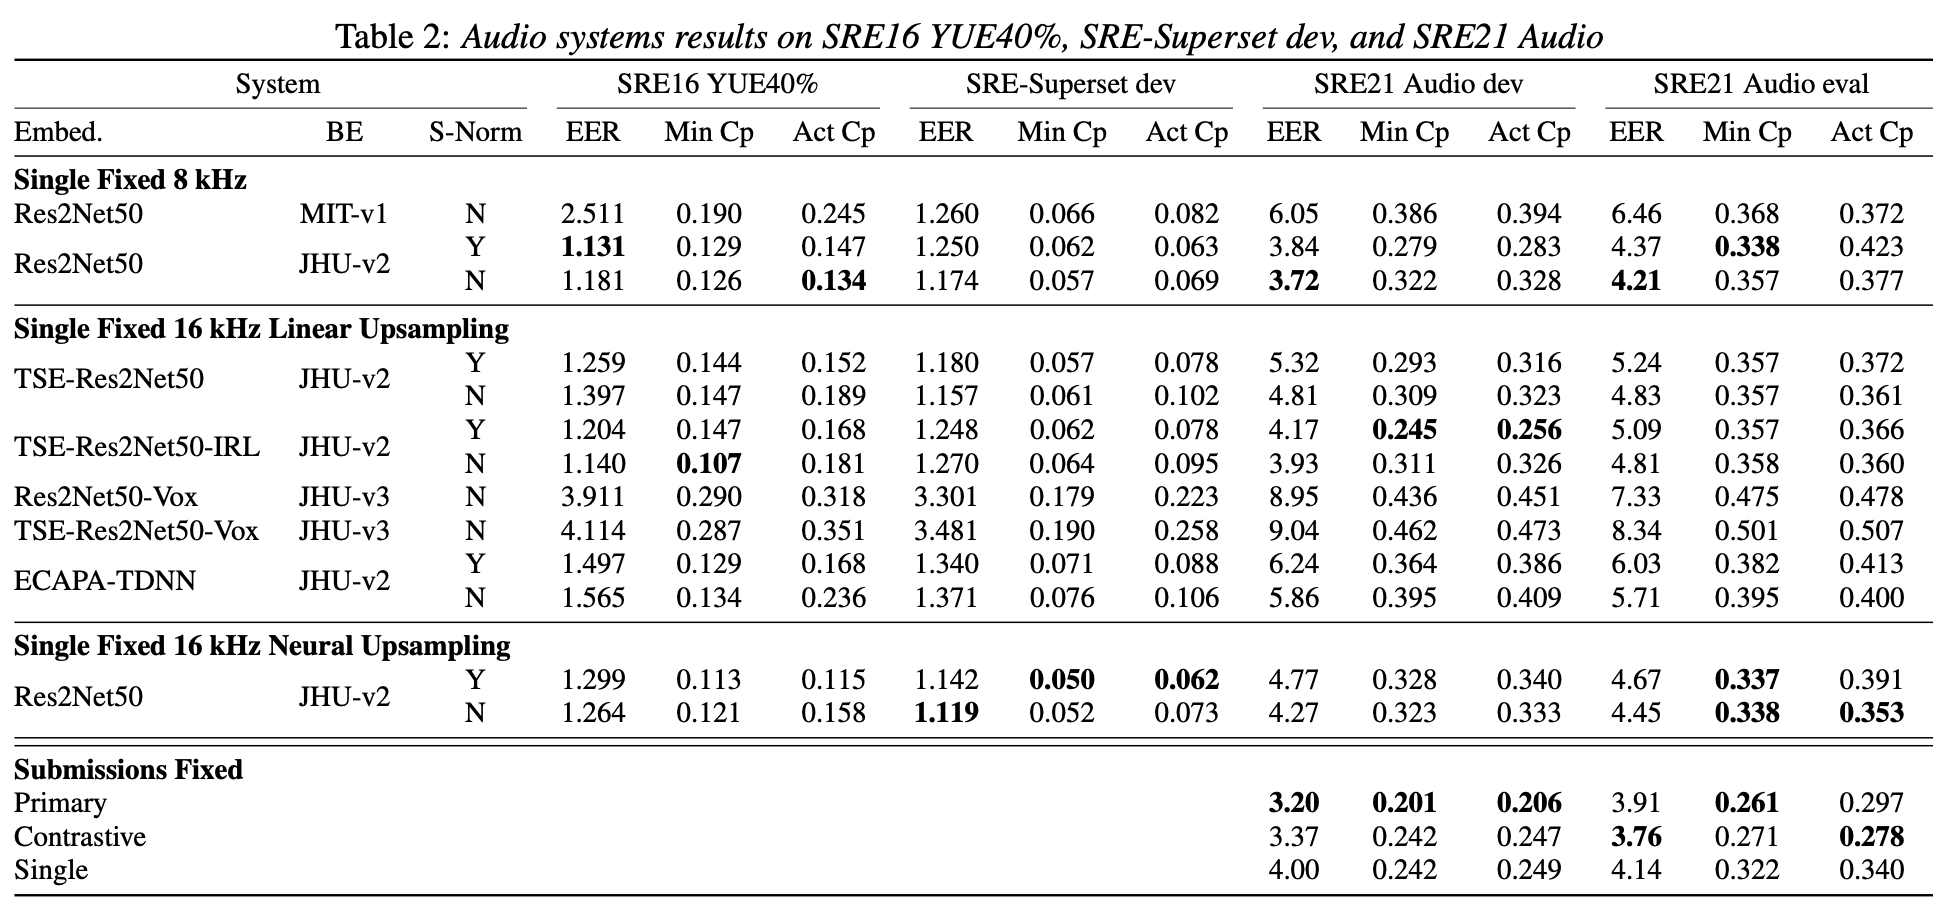 Table 2: Audio systems results on SRE16 YUE40%, SRE-Superset dev, and SRE21 Audio
System SRE16 YUE40% SRE-Superset dev SRE21 Audio dev SRE21 Audio eval
Embed. BE S-Norm EER Min Cp Act Cp EER Min Cp Act Cp EER Min Cp Act Cp EER Min Cp Act Cp
Single Fixed 8 kHz
Res2Net50 MIT-v1 N 2.511 0.190 0.245 1.260 0.066 0.082 6.05 0.386 0.394 6.46 0.368 0.372
Res2Net50 JHU-v2 Y 1.131 0.129 0.147 1.250 0.062 0.063 3.84 0.279 0.283 4.37 0.338 0.423
N 1.181 0.126 0.134 1.174 0.057 0.069 3.72 0.322 0.328 4.21 0.357 0.377
Single Fixed 16 kHz Linear Upsampling
TSE-Res2Net50 JHU-v2 Y 1.259 0.144 0.152 1.180 0.057 0.078 5.32 0.293 0.316 5.24 0.357 0.372
N 1.397 0.147 0.189 1.157 0.061 0.102 4.81 0.309 0.323 4.83 0.357 0.361
TSE-Res2Net50-IRL JHU-v2 Y 1.204 0.147 0.168 1.248 0.062 0.078 4.17 0.245 0.256 5.09 0.357 0.366
N 1.140 0.107 0.181 1.270 0.064 0.095 3.93 0.311 0.326 4.81 0.358 0.360
Res2Net50-Vox JHU-v3 N 3.911 0.290 0.318 3.301 0.179 0.223 8.95 0.436 0.451 7.33 0.475 0.478
TSE-Res2Net50-Vox JHU-v3 N 4.114 0.287 0.351 3.481 0.190 0.258 9.04 0.462 0.473 8.34 0.501 0.507
ECAPA-TDNN JHU-v2 Y 1.497 0.129 0.168 1.340 0.071 0.088 6.24 0.364 0.386 6.03 0.382 0.413
N 1.565 0.134 0.236 1.371 0.076 0.106 5.86 0.395 0.409 5.71 0.395 0.400
Single Fixed 16 kHz Neural Upsampling
Res2Net50 JHU-v2 Y 1.299 0.113 0.115 1.142 0.050 0.062 4.77 0.328 0.340 4.67 0.337 0.391
N 1.264 0.121 0.158 1.119 0.052 0.073 4.27 0.323 0.333 4.45 0.338 0.353
Submissions Fixed
Primary 3.20 0.201 0.206 3.91 0.261 0.297
Contrastive 3.37 0.242 0.247 3.76 0.271 0.278
Single 4.00 0.242 0.249 4.14 0.322 0.340